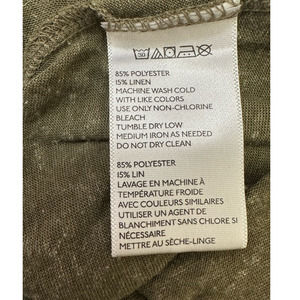 85% POLYESTER
15% LINEN
MACHINE WASH COLD
WITH LIKE COLORS
USE ONLY NON-CHLORINE
BLEACH
TUMBLE DRY LOW
MEDIUM IRON AS NEEDED
DO NOT DRY CLEAN
85% POLYESTER
15% LIN
LAVAGE EN MACHINE À
TEMPÉRATURE FROIDE
AVEC COULEURS SIMILAIRES
UTILISER UN AGENT DE
BLANCHIMENT SANS CHLORE SI
NÉCESSAIRE
METTRE AU SÈCHE-LINGE